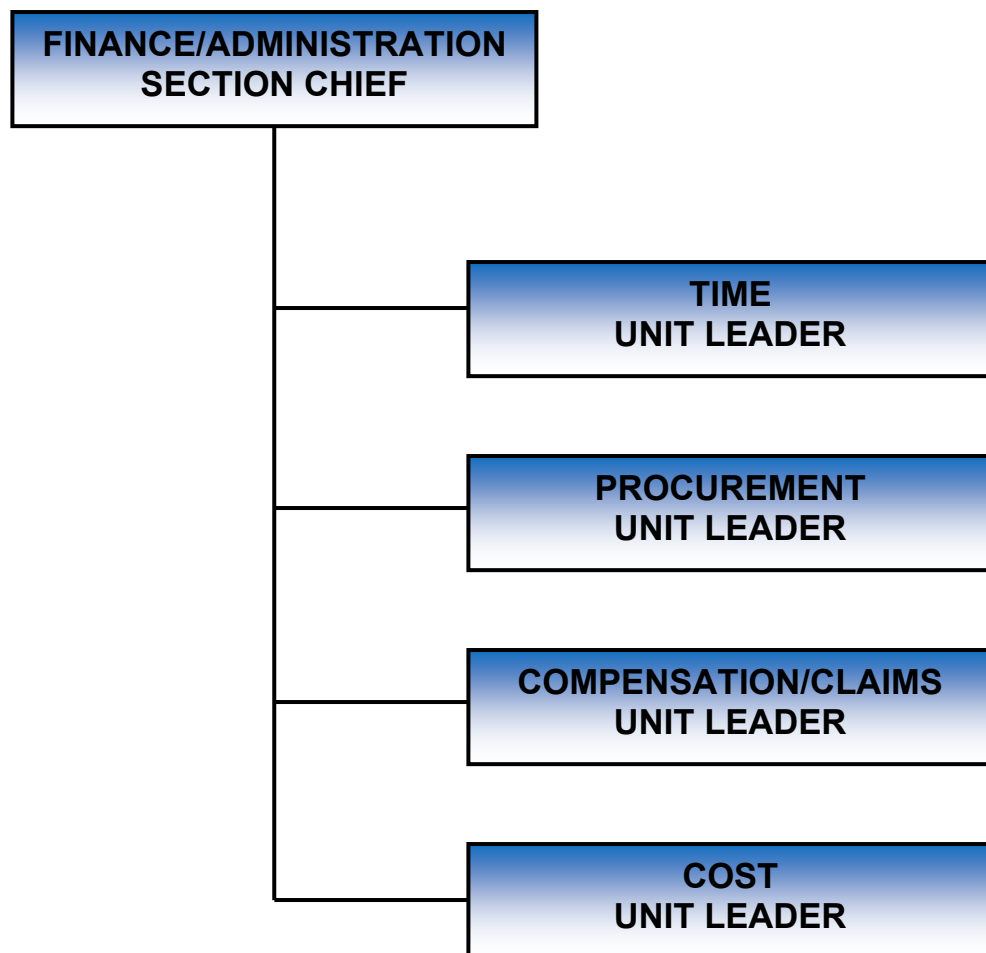 FINANCE/ADMINISTRATION
SECTION CHIEF
TIME
UNIT LEADER
PROCUREMENT
UNIT LEADER
COMPENSATION/CLAIMS
UNIT LEADER
COST
UNIT LEADER